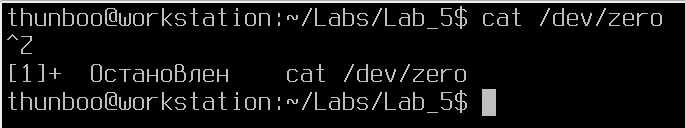 thunboo@workstation:~/Labs/Lab_5$ cat /dev/zero
^Z
[1]+  Остановлен    cat /dev/zero
thunboo@workstation:~/Labs/Lab_5$